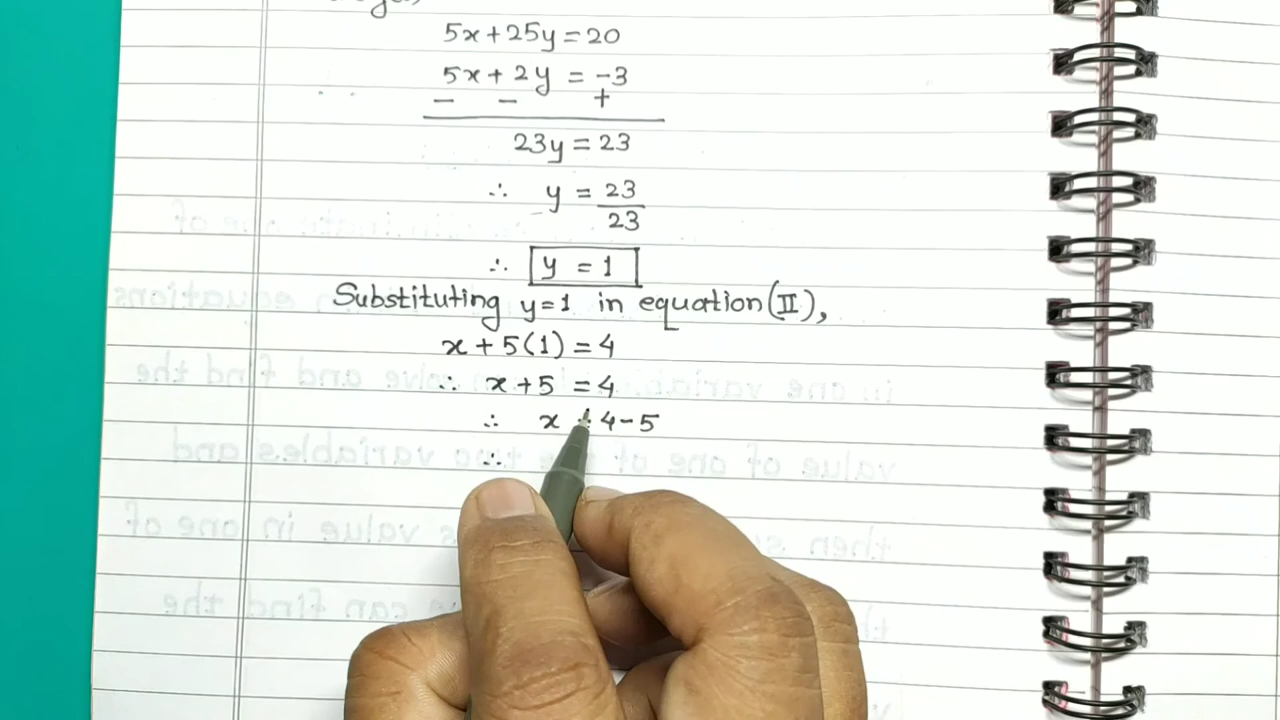 5x+25y=20
5x+2y=-3
- - +
23y=23
∴ y = 23/23
∴ y = 1
Substituting y=1 in equation(II),
x+5(1)=4
∴ x+5=4
∴ x 4-5
∴